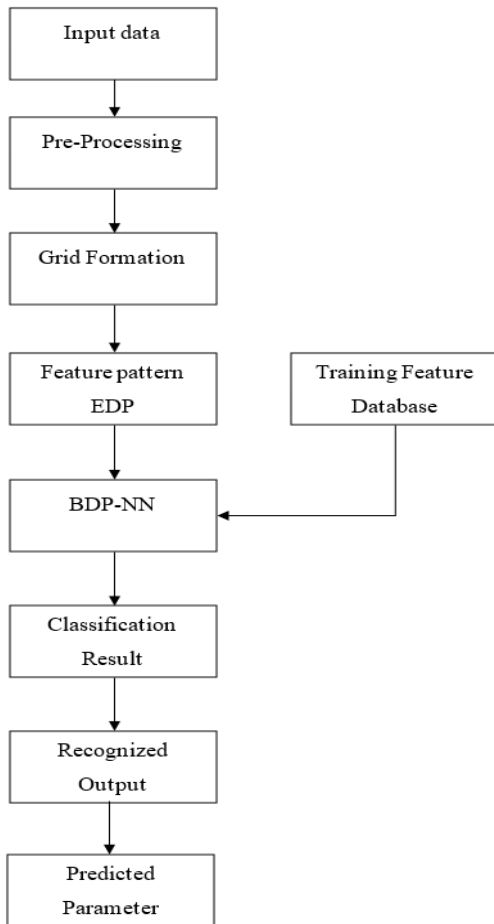 Input data
Pre-Processing
Grid Formation
Feature pattern
EDP
Training Feature
Database
BDP-NN
Classification
Result
Recognized
Output
Predicted
Parameter